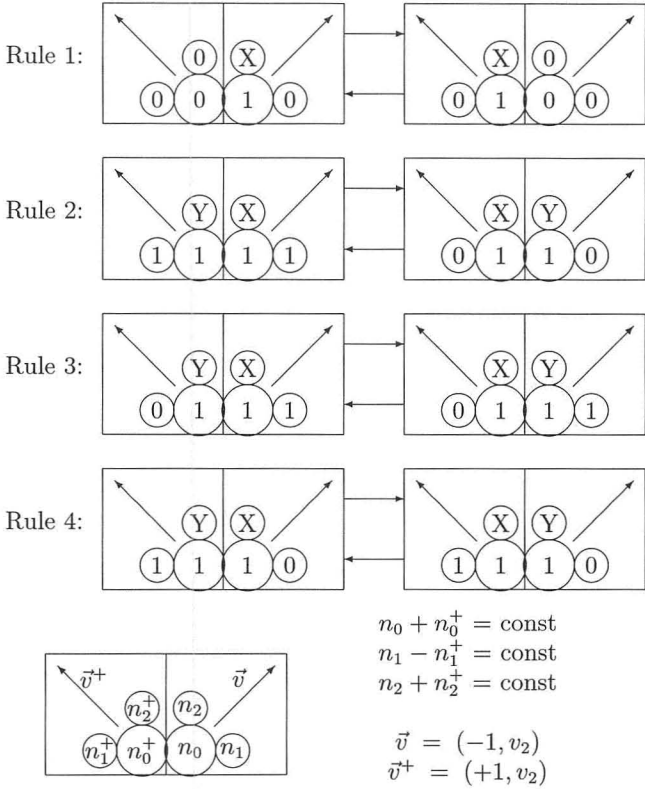 0 X X 0
Rule 1:
0 0 1 0 0 1 0 0
Y X X Y
Rule 2:
1 1 1 1 0 1 1 0
Y X X Y
Rule 3:
0 1 1 1 0 1 1 1
Y X X Y
Rule 4:
1 1 1 0 1 1 1 0
n₀ + n₀⁺ = const
n₁ − n₁⁺ = const
n₂ + n₂⁺ = const
v⃗⁺ v⃗
n₂⁺ n₂
n₁⁺ n₀⁺ n₀ n₁
v⃗ = (−1, v₂)
v⃗⁺ = (+1, v₂)